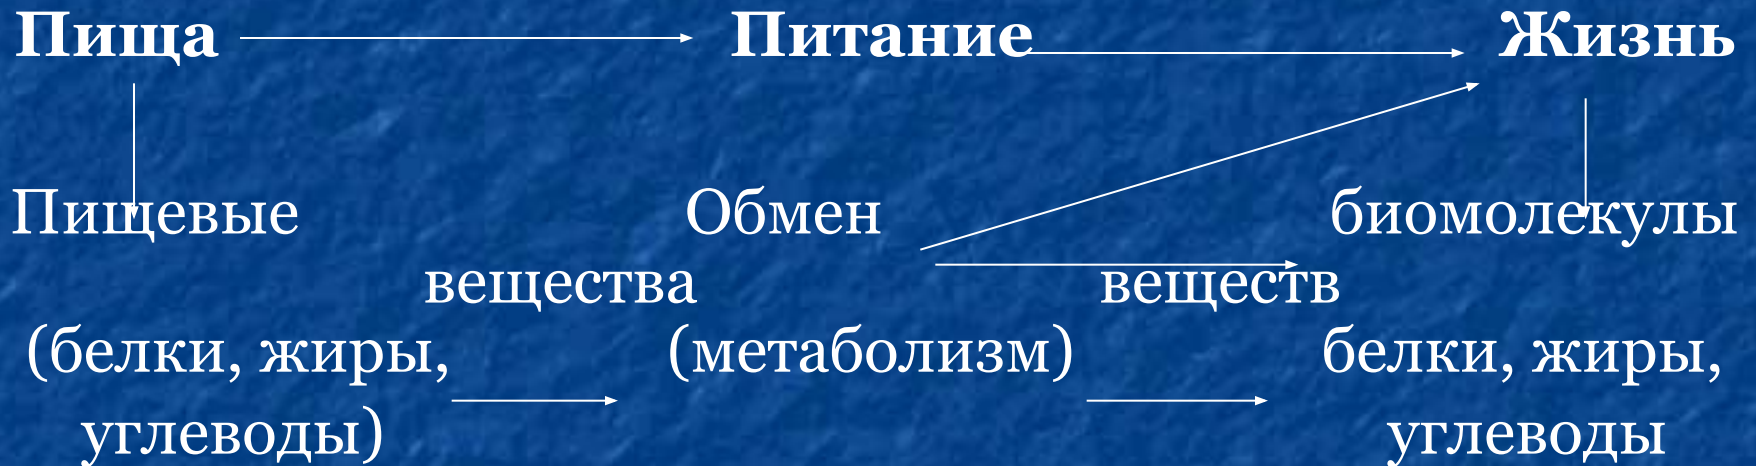 Пища Питание Жизнь
Пищевые Обмен биомолекулы
вещества веществ
(белки, жиры, (метаболизм) белки, жиры,
углеводы) углеводы